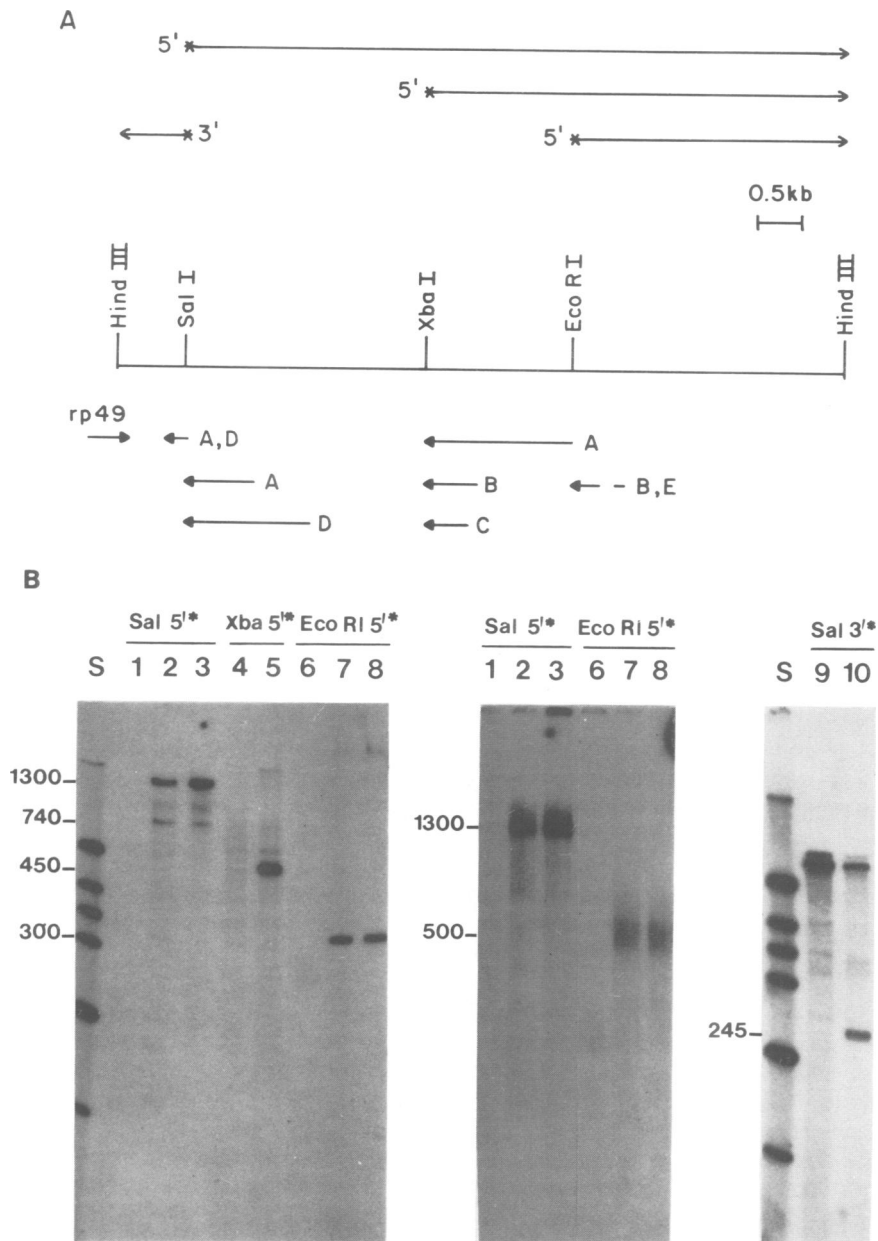 A
5'
5'
3'
5'
0.5kb
Hind III
Sal I
Xba I
Eco RI
Hind III
rp49
A,D
A
A
B
B,E
D
C
B
Sal 5'* Xba 5'* Eco RI 5'*
S 1 2 3 4 5 6 7 8
1300
740
450
300
Sal 5'* Eco RI 5'*
1 2 3 6 7 8
1300
500
Sal 3'*
S 9 10
245